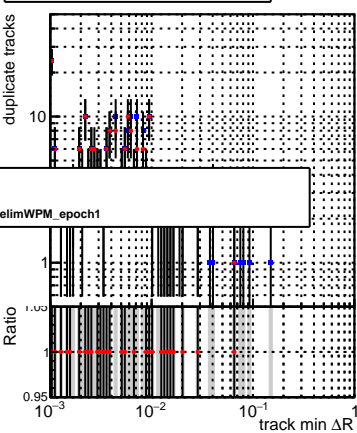 duplicate tracks
10
elimWPM_epoch1
1
Ratio
1.05
1
0.95
10⁻³ 10⁻² 10⁻¹ 1
track min ΔR